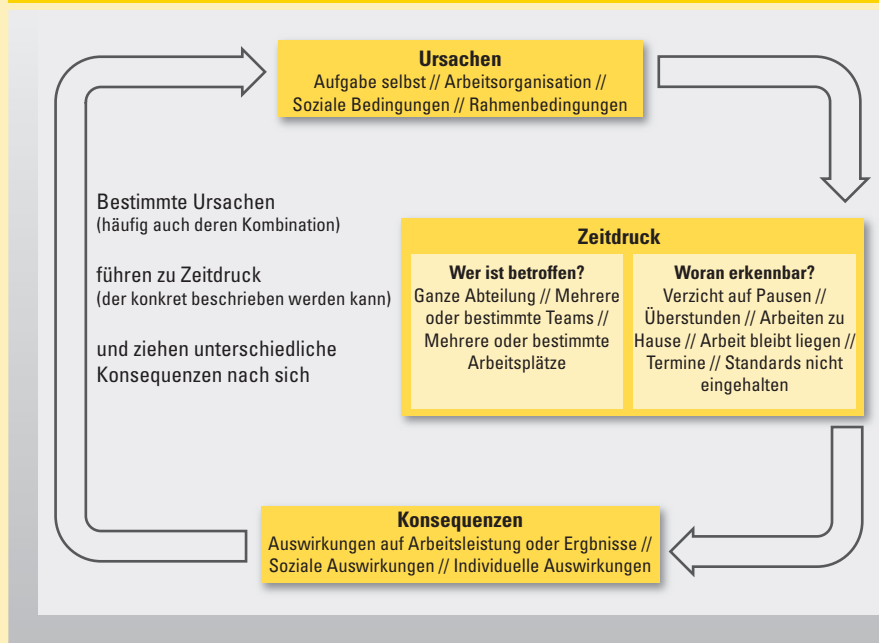 Ursachen
Aufgabe selbst // Arbeitsorganisation //
Soziale Bedingungen // Rahmenbedingungen
Bestimmte Ursachen
(häufig auch deren Kombination)
führen zu Zeitdruck
(der konkret beschrieben werden kann)
und ziehen unterschiedliche
Konsequenzen nach sich
Zeitdruck
Wer ist betroffen?
Ganze Abteilung // Mehrere
oder bestimmte Teams //
Mehrere oder bestimmte
Arbeitsplätze
Woran erkennbar?
Verzicht auf Pausen //
Überstunden // Arbeiten zu
Hause // Arbeit bleibt liegen //
Termine // Standards nicht
eingehalten
Konsequenzen
Auswirkungen auf Arbeitsleistung oder Ergbnisse //
Soziale Auswirkungen // Individuelle Auswirkungen